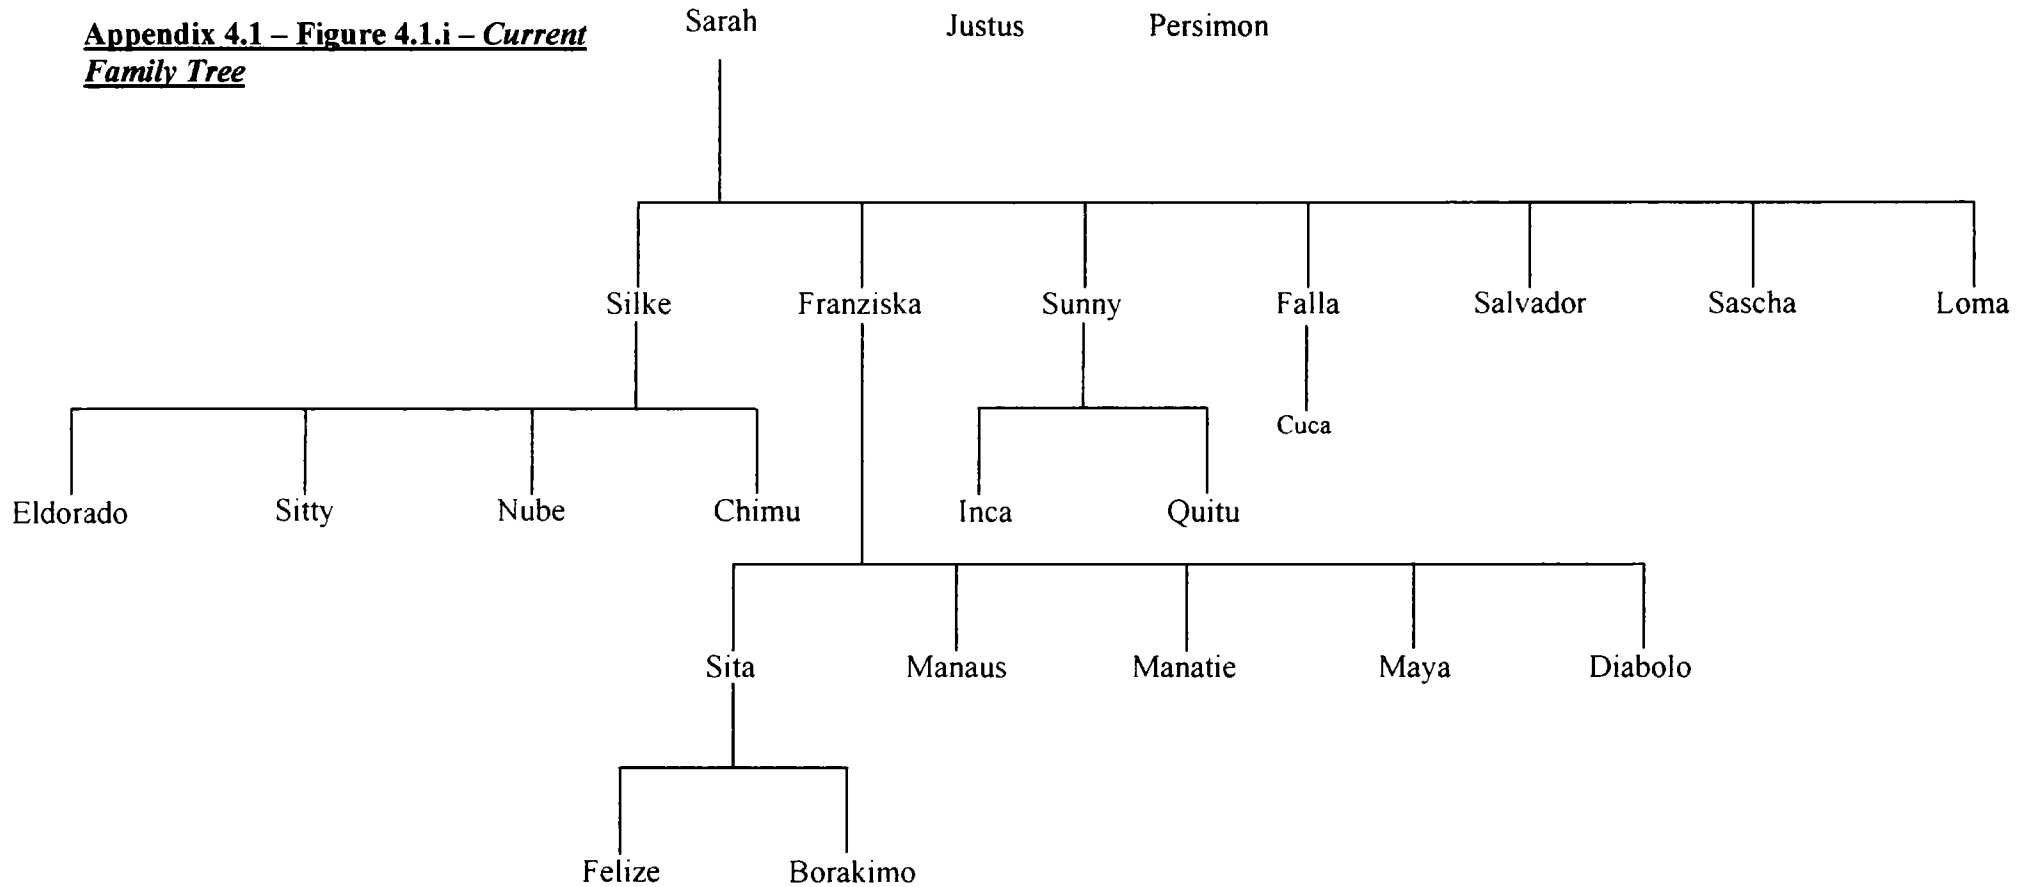 Appendix 4.1 – Figure 4.1.i – Current
Family Tree
Sarah Justus Persimon
Silke Franziska Sunny Falla Salvador Sascha Loma
Cuca
Eldorado Sitty Nube Chimu Inca Quitu
Sita Manaus Manatie Maya Diabolo
Felize Borakimo